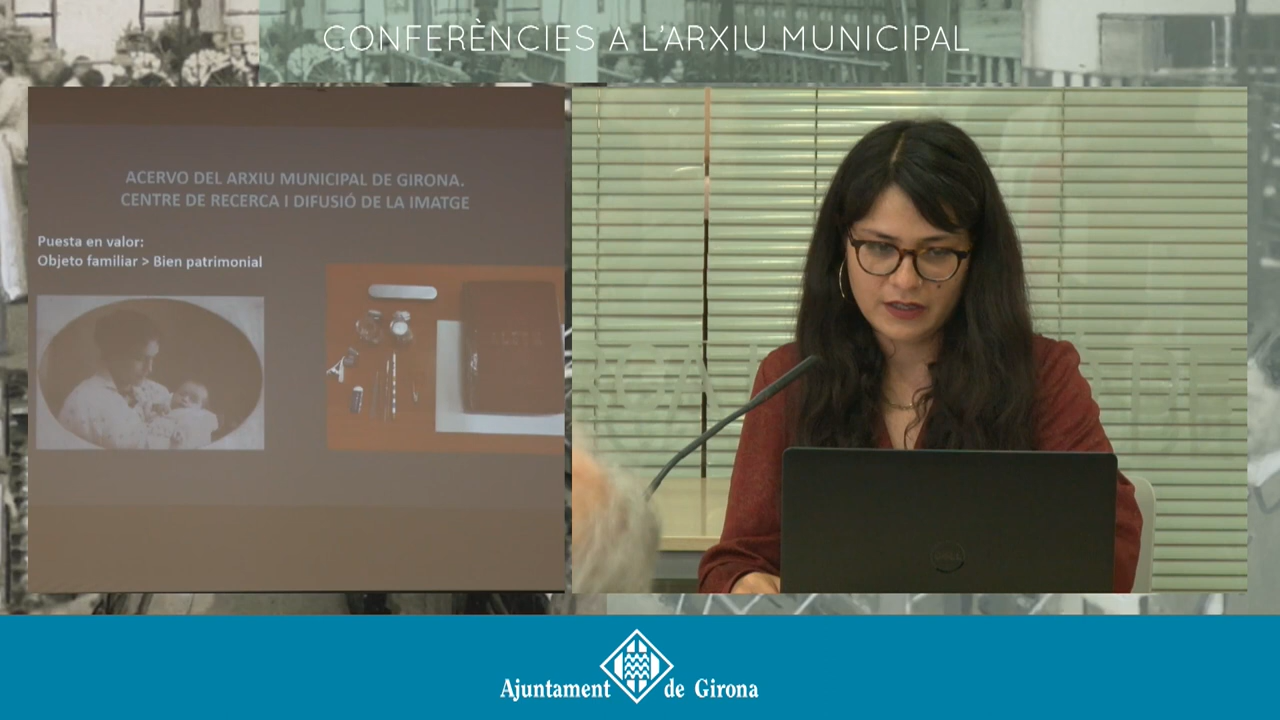 CONFERÈNCIES A L'ARXIU MUNICIPAL
ACERVO DEL ARXIU MUNICIPAL DE GIRONA.
CENTRE DE RECERCA I DIFUSIÓ DE LA IMATGE
Puesta en valor:
Objeto familiar > Bien patrimonial
DELL
Ajuntament de Girona